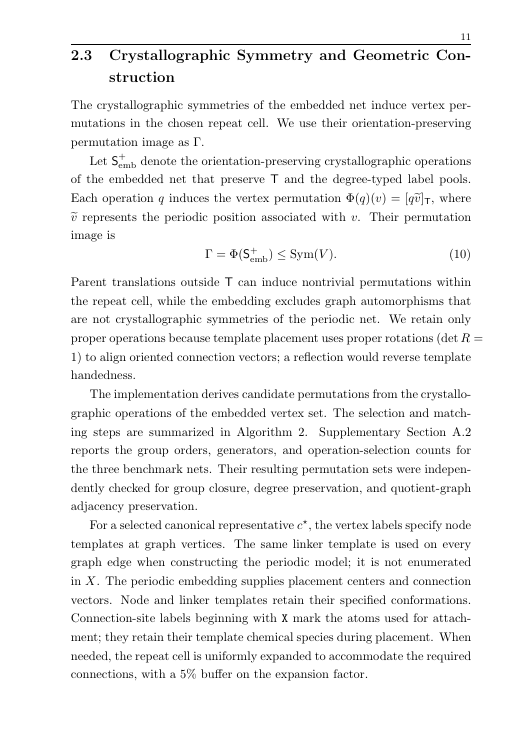 11
2.3 Crystallographic Symmetry and Geometric Con-
struction
The crystallographic symmetries of the embedded net induce vertex per-
mutations in the chosen repeat cell. We use their orientation-preserving
permutation image as Γ.
Let S⁺emb denote the orientation-preserving crystallographic operations
of the embedded net that preserve T and the degree-typed label pools.
Each operation q induces the vertex permutation Φ(q)(v) = [qṽ]T, where
ṽ represents the periodic position associated with v. Their permutation
image is
Γ = Φ(S⁺emb) ≤ Sym(V). (10)
Parent translations outside T can induce nontrivial permutations within
the repeat cell, while the embedding excludes graph automorphisms that
are not crystallographic symmetries of the periodic net. We retain only
proper operations because template placement uses proper rotations (det R =
1) to align oriented connection vectors; a reflection would reverse template
handedness.
The implementation derives candidate permutations from the crystallo-
graphic operations of the embedded vertex set. The selection and match-
ing steps are summarized in Algorithm 2. Supplementary Section A.2
reports the group orders, generators, and operation-selection counts for
the three benchmark nets. Their resulting permutation sets were indepen-
dently checked for group closure, degree preservation, and quotient-graph
adjacency preservation.
For a selected canonical representative c⋆, the vertex labels specify node
templates at graph vertices. The same linker template is used on every
graph edge when constructing the periodic model; it is not enumerated
in X. The periodic embedding supplies placement centers and connection
vectors. Node and linker templates retain their specified conformations.
Connection-site labels beginning with X mark the atoms used for attach-
ment; they retain their template chemical species during placement. When
needed, the repeat cell is uniformly expanded to accommodate the required
connections, with a 5% buffer on the expansion factor.